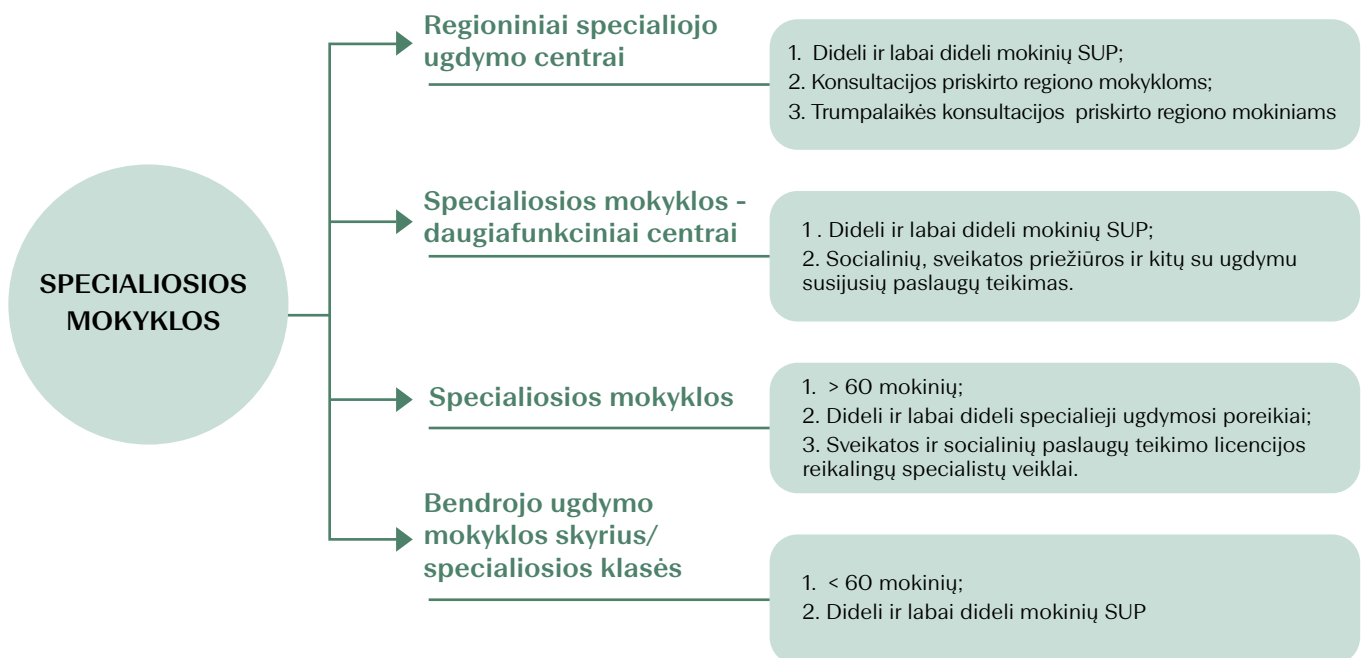 SPECIALIOSIOS
MOKYKLOS
Regioniniai specialiojo
ugdymo centrai
1. Dideli ir labai dideli mokinių SUP;
2. Konsultacijos priskirto regiono mokykloms;
3. Trumpalaikės konsultacijos priskirto regiono mokiniams
Specialiosios mokyklos -
daugiafunkciniai centrai
1 . Dideli ir labai dideli mokinių SUP;
2. Socialinių, sveikatos priežiūros ir kitų su ugdymu
susijusių paslaugų teikimas.
Specialiosios mokyklos
1. > 60 mokinių;
2. Dideli ir labai dideli specialieji ugdymosi poreikiai;
3. Sveikatos ir socialinių paslaugų teikimo licencijos
reikalingų specialistų veiklai.
Bendrojo ugdymo
mokyklos skyrius/
specialiosios klasės
1. < 60 mokinių;
2. Dideli ir labai dideli mokinių SUP